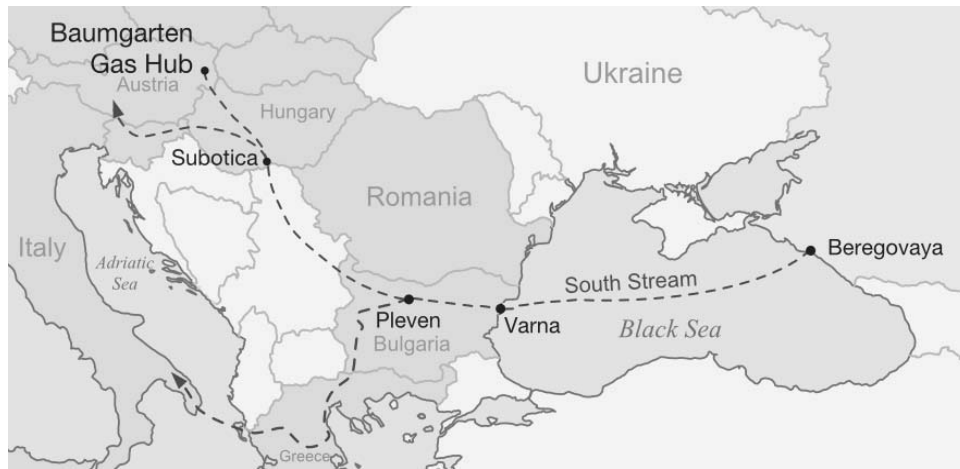 Baumgarten
Gas Hub
Austria
Ukraine
Hungary
Subotica
Romania
Italy
Adriatic
Sea
Beregovaya
South Stream
Pleven
Varna
Black Sea
Bulgaria
Greece